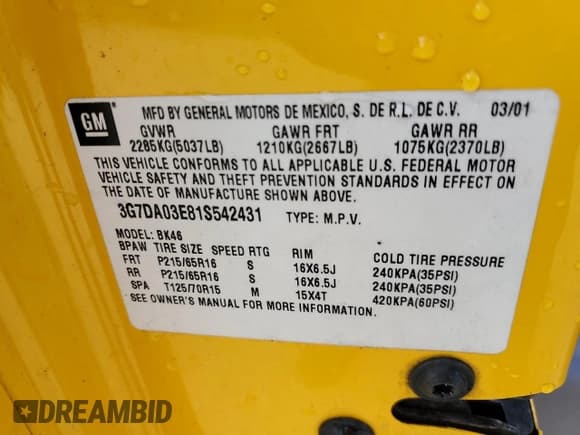 GM
MFD BY GENERAL MOTORS DE MEXICO, S. DE R.L. DE C.V. 03/01
GVWR GAWR FRT GAWR RR
2285KG(5037LB) 1210KG(2667LB) 1075KG(2370LB)
THIS VEHICLE CONFORMS TO ALL APPLICABLE U.S. FEDERAL MOTOR
VEHICLE SAFETY AND THEFT PREVENTION STANDARDS IN EFFECT ON
THE DATE OF MANUFACTURE SHOWN ABOVE.
3G7DA03E81S542431 TYPE: M.P.V.
MODEL: BK46
BPAW TIRE SIZE SPEED RTG RIM COLD TIRE PRESSURE
FRT P215/65R16 S 16X6.5J 240KPA(35PSI)
RR P215/65R16 S 16X6.5J 240KPA(35PSI)
SPA T125/70R15 M 15X4T 420KPA(60PSI)
SEE OWNER'S MANUAL FOR MORE INFORMATION.
DREAMBID